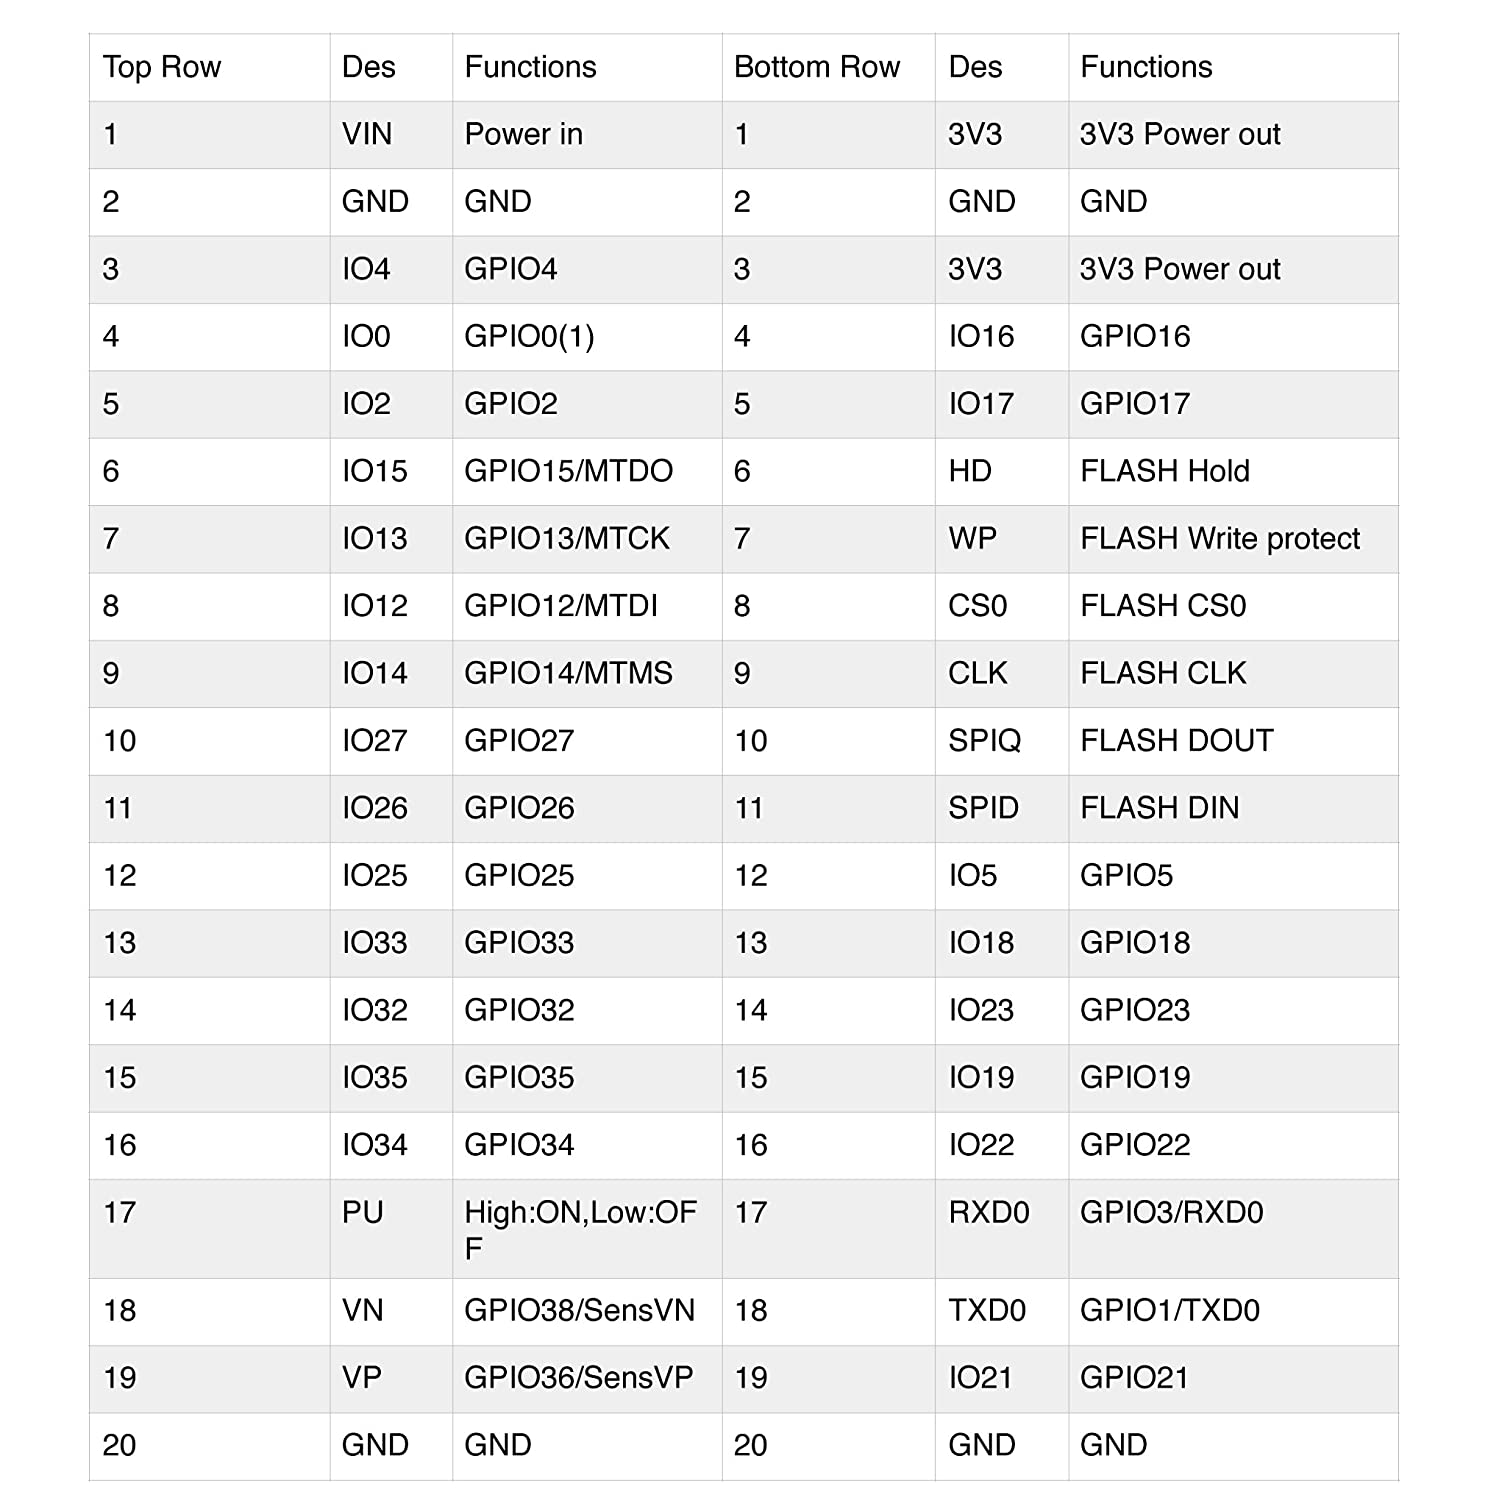 Top Row Des Functions Bottom Row Des Functions
1 VIN Power in 1 3V3 3V3 Power out
2 GND GND 2 GND GND
3 IO4 GPIO4 3 3V3 3V3 Power out
4 IO0 GPIO0(1) 4 IO16 GPIO16
5 IO2 GPIO2 5 IO17 GPIO17
6 IO15 GPIO15/MTDO 6 HD FLASH Hold
7 IO13 GPIO13/MTCK 7 WP FLASH Write protect
8 IO12 GPIO12/MTDI 8 CS0 FLASH CS0
9 IO14 GPIO14/MTMS 9 CLK FLASH CLK
10 IO27 GPIO27 10 SPIQ FLASH DOUT
11 IO26 GPIO26 11 SPID FLASH DIN
12 IO25 GPIO25 12 IO5 GPIO5
13 IO33 GPIO33 13 IO18 GPIO18
14 IO32 GPIO32 14 IO23 GPIO23
15 IO35 GPIO35 15 IO19 GPIO19
16 IO34 GPIO34 16 IO22 GPIO22
17 PU High:ON,Low:OF 17 RXD0 GPIO3/RXD0
F
18 VN GPIO38/SensVN 18 TXD0 GPIO1/TXD0
19 VP GPIO36/SensVP 19 IO21 GPIO21
20 GND GND 20 GND GND